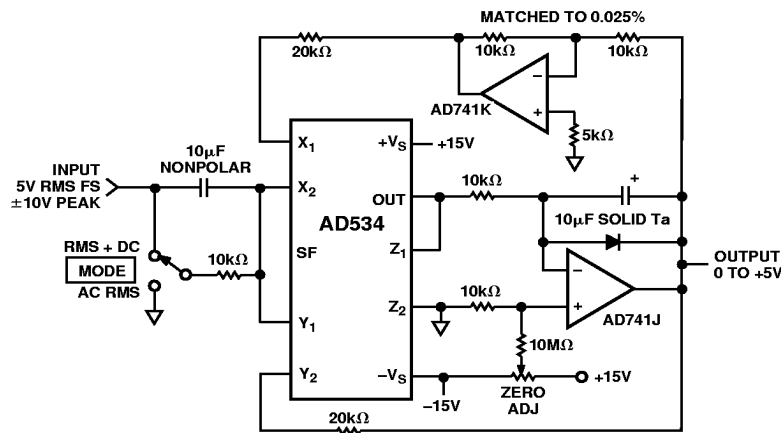 MATCHED TO 0.025%
20kΩ
10kΩ
10kΩ
AD741K
−
+
5kΩ
10µF
NONPOLAR
INPUT
5V RMS FS
±10V PEAK
X1
+VS
+15V
X2
OUT
10kΩ
+
AD534
10µF SOLID Ta
RMS + DC
MODE
AC RMS
10kΩ
SF
Z1
−
OUTPUT
0 TO +5V
Z2
10kΩ
+
AD741J
Y1
10MΩ
Y2
−VS
−15V
ZERO
ADJ
+15V
20kΩ